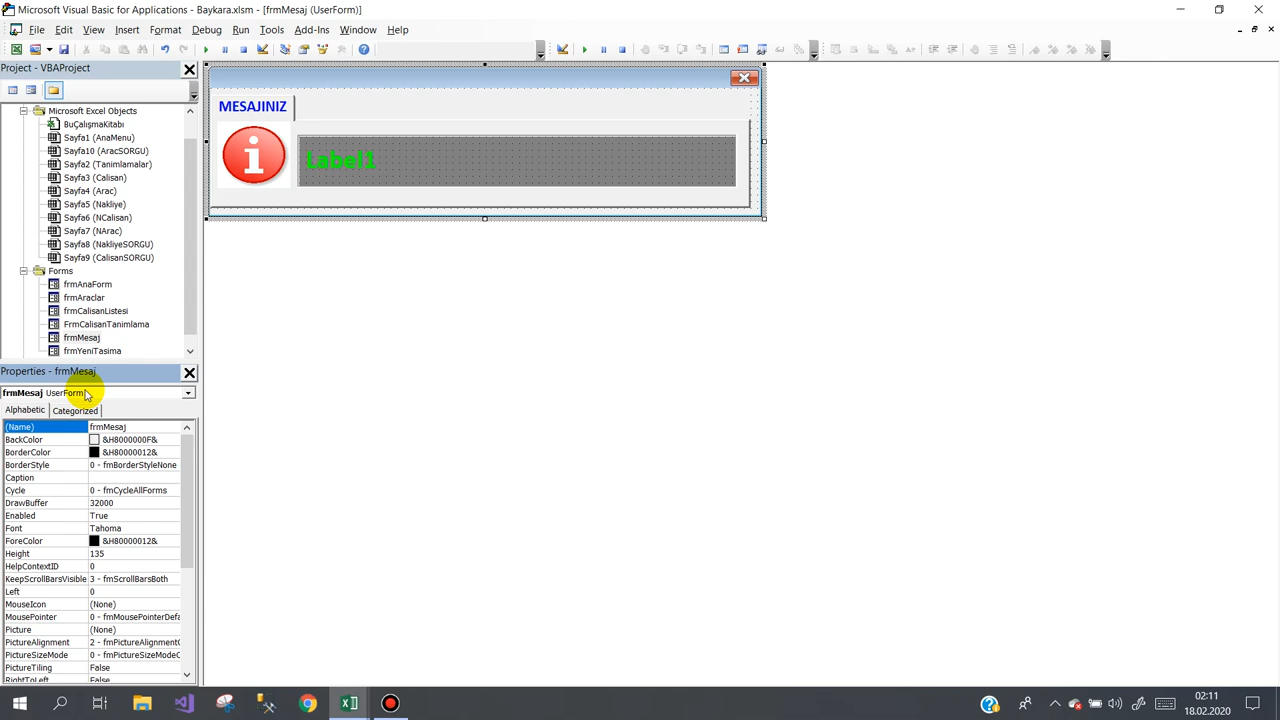 Microsoft Visual Basic for Applications - Baykara.xlsm - [frmMesaj (UserForm)]
File Edit View Insert Format Debug Run Tools Add-Ins Window Help
Project - VBAProject
Microsoft Excel Objects
BuÇalışmaKitabı
Sayfa1 (AnaMenu)
Sayfa10 (AracSORGU)
Sayfa2 (Tanimlamalar)
Sayfa3 (Calisan)
Sayfa4 (Arac)
Sayfa5 (Nakliye)
Sayfa6 (NCalisan)
Sayfa7 (NArac)
Sayfa8 (NakliyeSORGU)
Sayfa9 (CalisanSORGU)
Forms
frmAnaForm
frmAraclar
frmCalisanListesi
FrmCalisanTanimlama
frmMesaj
frmYeniTasima
MESAJINIZ
i
Label1
Properties - frmMesaj
frmMesaj UserForm
Alphabetic Categorized
(Name) frmMesaj
BackColor &H8000000F&
BorderColor &H80000012&
BorderStyle 0 - fmBorderStyleNone
Caption
Cycle 0 - fmCycleAllForms
DrawBuffer 32000
Enabled True
Font Tahoma
ForeColor &H80000012&
Height 135
HelpContextID 0
KeepScrollBarsVisible 3 - fmScrollBarsBoth
Left 0
MouseIcon (None)
MousePointer 0 - fmMousePointerDefa
Picture (None)
PictureAlignment 2 - fmPictureAlignmentC
PictureSizeMode 0 - fmPictureSizeModeC
PictureTiling False
RightToLeft False
02:11
18.02.2020